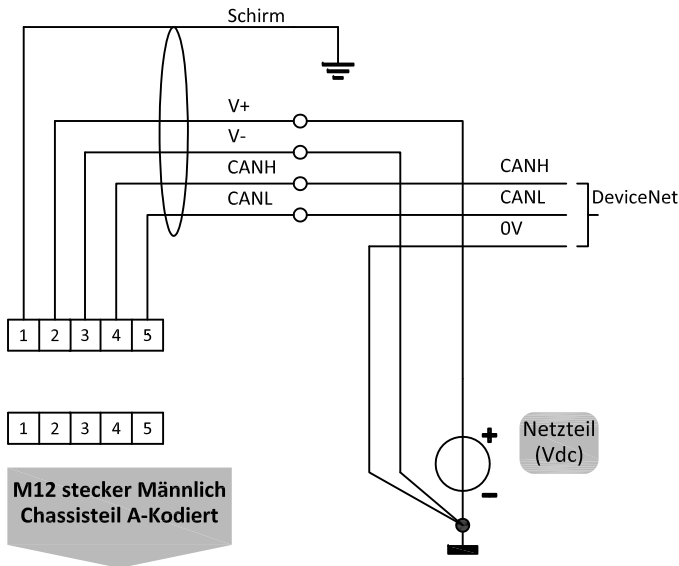 Schirm
V+
V-
CANH
CANL
CANH
CANL
0V
DeviceNet
1 2 3 4 5
1 2 3 4 5
+
Netzteil
(Vdc)
-
M12 stecker Männlich
Chassisteil A-Kodiert